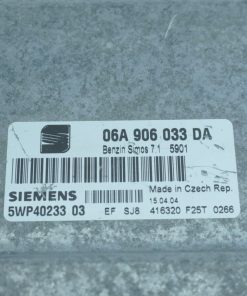 06A 906 033 DA
Benzin Simos 7.1 5901
SIEMENS
Made in Czech Rep.
5WP40233 03
15.04.04
EF SJ8 416320 F25T 0266